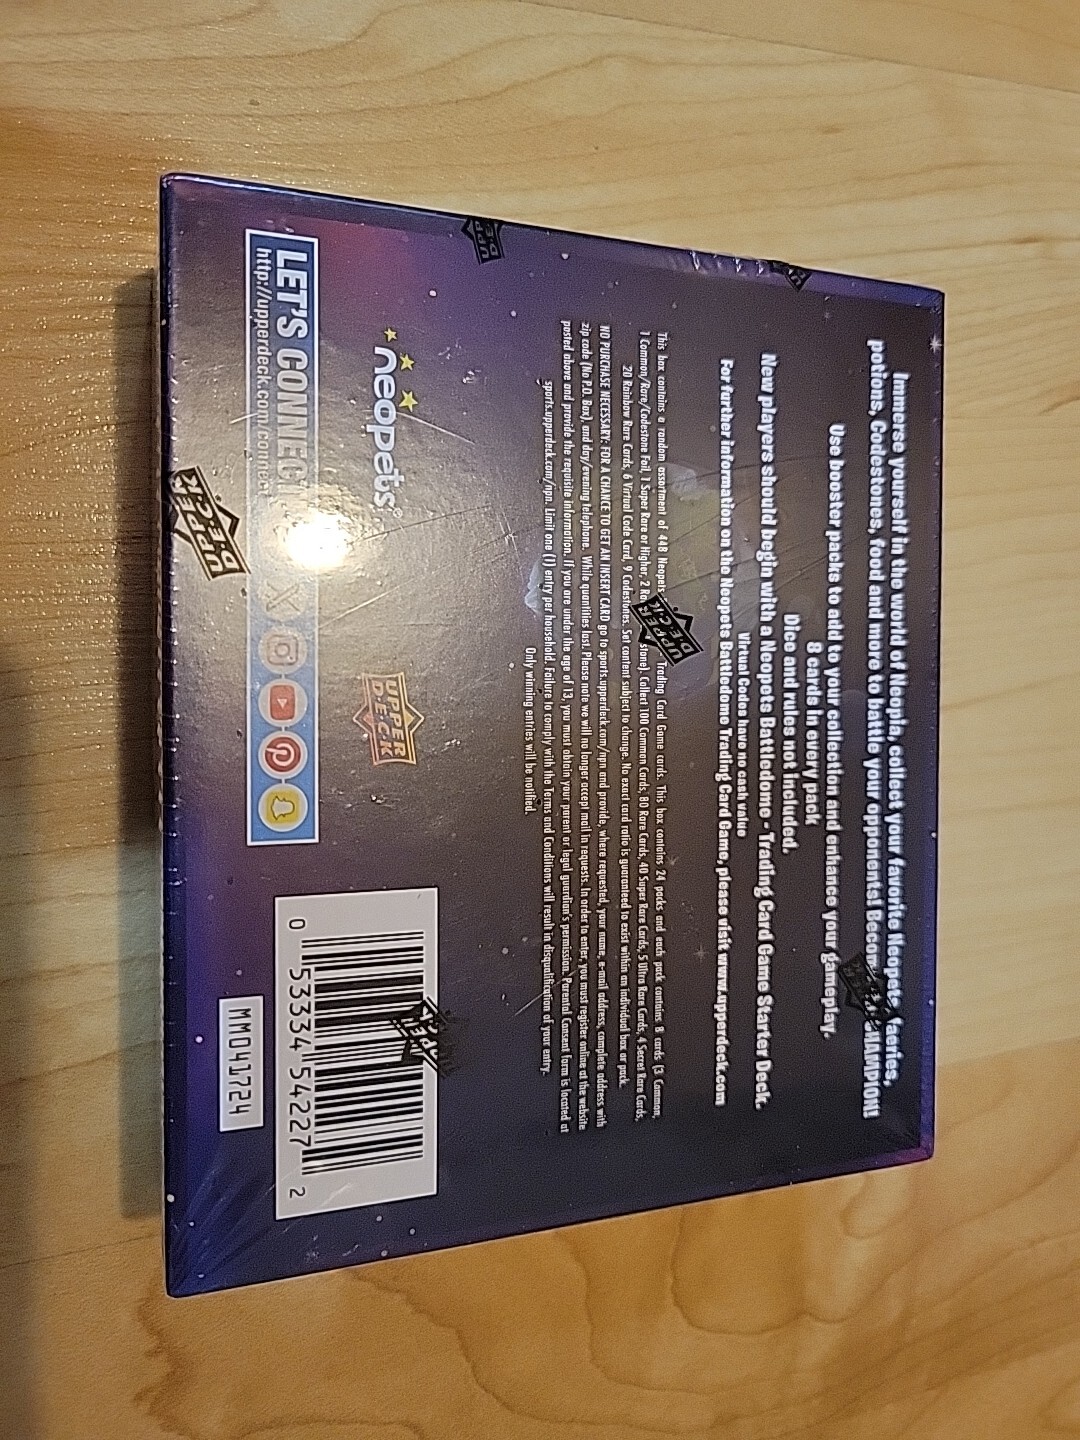 Immerse yourself in the world of Neopia, collect your favorite Neopets, faeries,
potions, Codestones, food and more to battle your opponents! CHAMPION!
Use booster packs to add to your collection and enhance your gameplay.
8 cards in every pack
Dice and rules not included.
New players should begin with a Neopets Battledome - Trading Card Game Starter Deck.
Virtual Codes have no cash value
For further information on the Neopets Battledome Trading Card Game, please visit www.upperdeck.com
This box contains a random assortment of 448 Neopets Trading Card Game cards. This box contains 24 packs and each pack contains 8 cards (3 Common,
1 Common/Rare/Codestone Foil, 1 Super Rare or Higher, 2 stone). Collect 100 Common Cards, 80 Rare Cards, 40 Super Rare Cards, 5 Ultra Rare Cards, 4 Secret Rare Cards,
20 Rainbow Rare Cards, 6 Virtual Code Card, 9 Codestones. Set content subject to change. No exact card ratio is guaranteed to exist within an individual box or pack.
NO PURCHASE NECESSARY: FOR A CHANCE TO GET AN INSERT CARD go to sports.upperdeck.com/npn and provide, where requested, your name, e-mail address, complete address with
zip code (No P.O. Box), and day/evening telephone. While quantities last. Please note we will no longer accept mail in requests. In order to enter, you must register online at the website
posted above and provide the requisite information. If you are under the age of 13, you must obtain your parent or legal guardian's permission. Parental Consent form is located at
sports.upperdeck.com/npn. Limit one (1) entry per household. Failure to comply with the Terms and Conditions will result in disqualification of your entry.
Only winning entries will be notified.
neopets®
UPPER DECK
LET'S CONNEC
http://upperdeck.com/connect
0 53334 54227 2
MM041724
UPPER DECK
UPPER DECK
UPPER DECK
UPPER